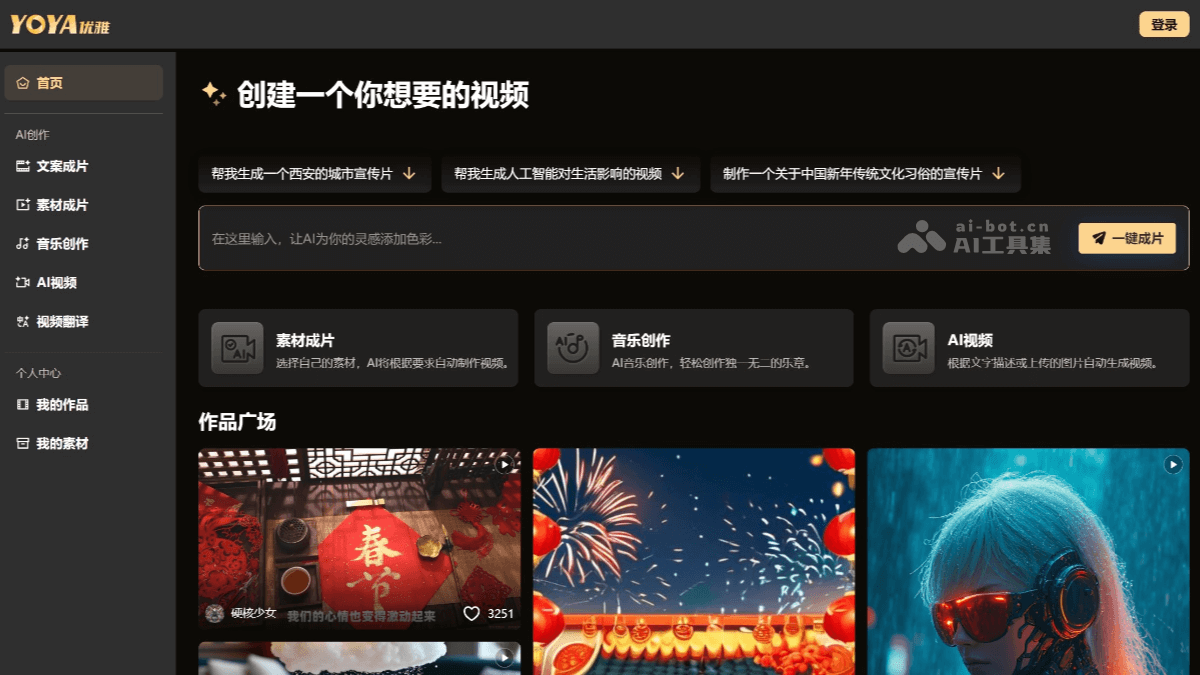 YOYA优雅
登录
首页
AI创作
文案成片
素材成片
音乐创作
AI视频
视频翻译
个人中心
我的作品
我的素材
创建一个你想要的视频
帮我生成一个西安的城市宣传片
帮我生成人工智能对生活影响的视频
制作一个关于中国新年传统文化习俗的宣传片
在这里输入，让AI为你的灵感添加色彩...
ai-bot.cn
AI工具集
一键成片
AI
素材成片
选择自己的素材，AI将根据要求自动制作视频。
AI
音乐创作
AI音乐创作，轻松创作独一无二的乐章。
AI视频
根据文字描述或上传的图片自动生成视频。
作品广场
春节
硬核少女
我们的心情也变得激动起来
3251